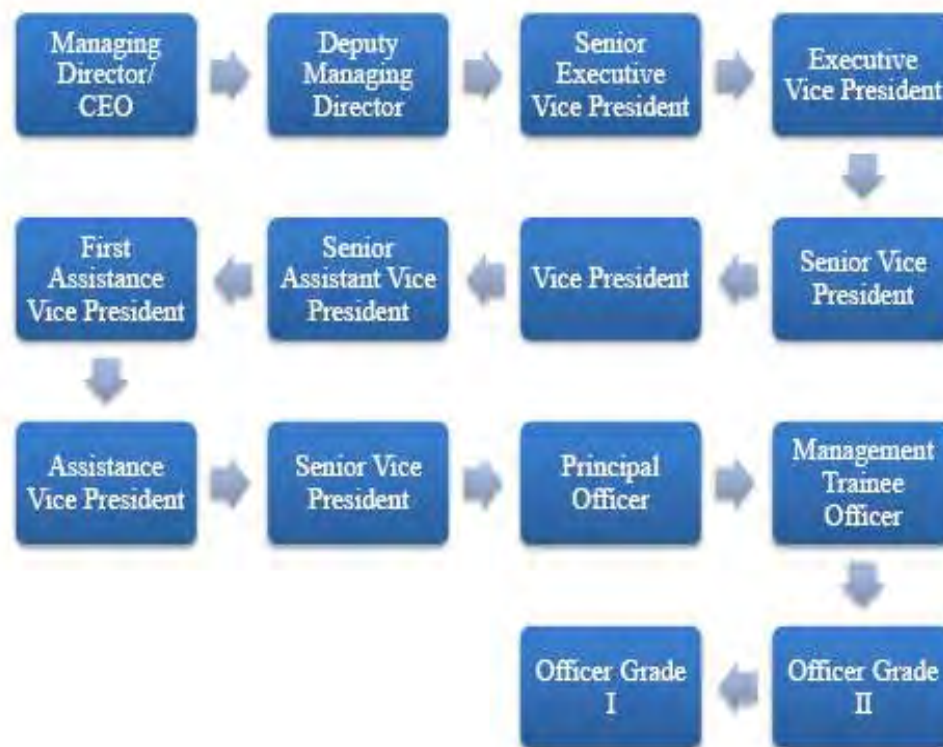 Managing
Director/
CEO
Deputy
Managing
Director
Senior
Executive
Vice President
Executive
Vice President
Senior Vice
President
Vice President
Senior
Assistant Vice
President
First
Assistance
Vice President
Assistance
Vice President
Senior Vice
President
Principal
Officer
Management
Trainee
Officer
Officer Grade
II
Officer Grade
I